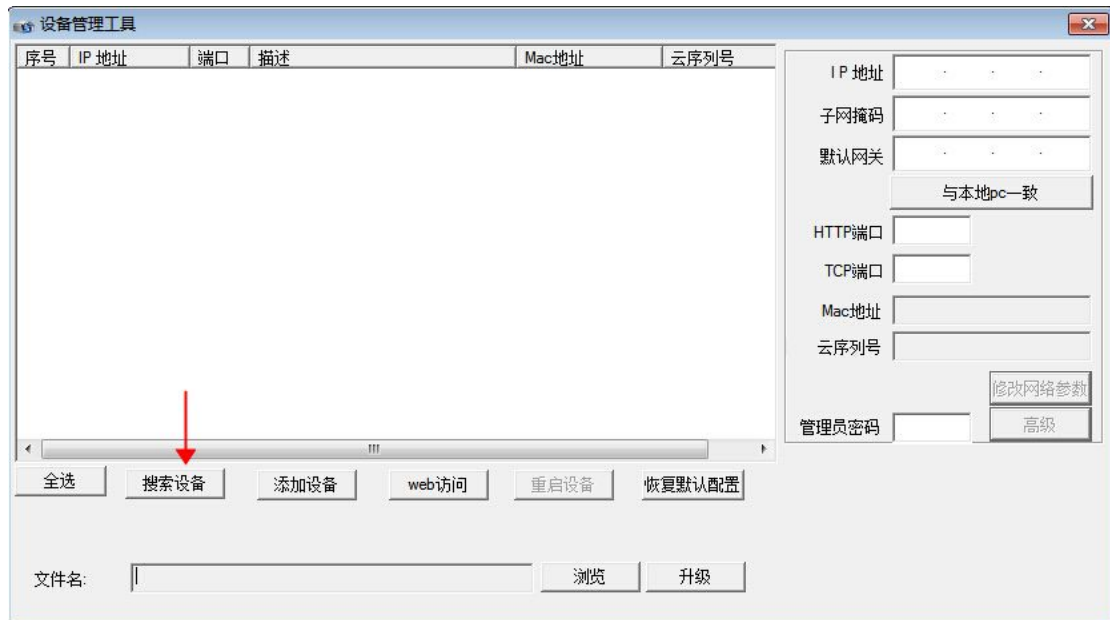 设备管理工具
序号 IP 地址 端口 描述 Mac地址 云序列号
IP 地址
子网掩码
默认网关
与本地pc一致
HTTP端口
TCP端口
Mac地址
云序列号
修改网络参数
管理员密码 高级
全选 搜索设备 添加设备 web访问 重启设备 恢复默认配置
文件名: 浏览 升级